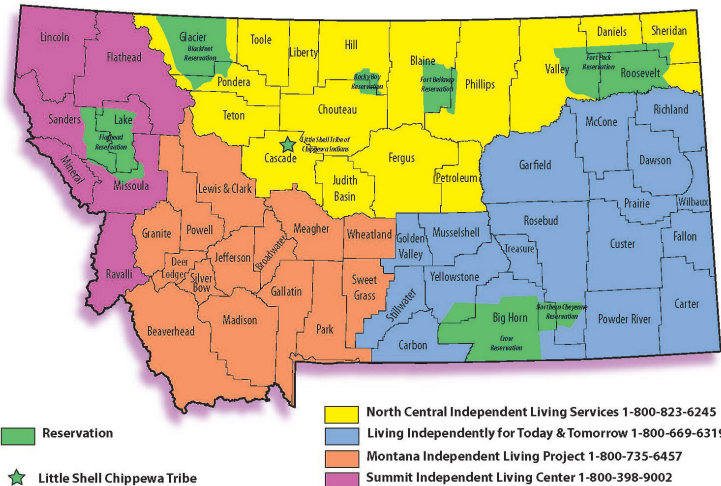 Lincoln
Flathead
Glacier
Blackfeet
Reservation
Toole
Liberty
Hill
Blaine
Phillips
Valley
Daniels
Sheridan
Fort Peck
Reservation
Roosevelt
Pondera
Rocky Boy
Reservation
Fort Belknap
Reservation
Sanders
Lake
Flathead
Reservation
Teton
Chouteau
Richland
McCone
Mineral
Missoula
Cascade
Little Shell Tribe of
Chippewa Indians
Fergus
Judith
Basin
Petroleum
Garfield
Dawson
Lewis & Clark
Prairie
Wilbaux
Granite
Powell
Meagher
Wheatland
Golden
Valley
Musselshell
Rosebud
Treasure
Custer
Fallon
Ravalli
Deer
Lodge
Silver
Bow
Jefferson
Broadwater
Gallatin
Sweet
Grass
Stillwater
Yellowstone
Big Horn
Northern Cheyenne
Reservation
Powder River
Carter
Beaverhead
Madison
Park
Carbon
Crow
Reservation
Reservation
Little Shell Chippewa Tribe
North Central Independent Living Services 1-800-823-6245
Living Independently for Today & Tomorrow 1-800-669-6319
Montana Independent Living Project 1-800-735-6457
Summit Independent Living Center 1-800-398-9002